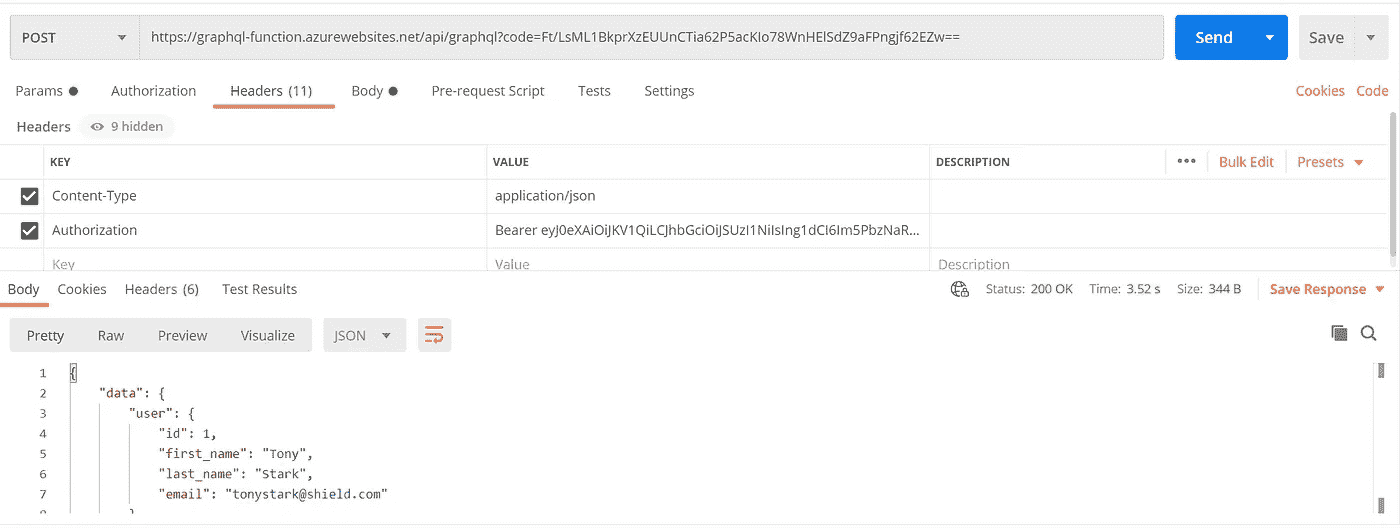 POST https://graphql-function.azurewebsites.net/api/graphql?code=Ft/LsML1BkprXzEUUnCTia62P5acKIo78WnHElSdZ9aFPngjf62EZw== Send Save
Params Authorization Headers (11) Body Pre-request Script Tests Settings Cookies Code
Headers 9 hidden
KEY VALUE DESCRIPTION ••• Bulk Edit Presets
Content-Type application/json
Authorization Bearer eyJ0eXAiOiJKV1QiLCJhbGciOiJSUzI1NiIsIng1dCI6Im5PbzNaR...
Key Value Description
Body Cookies Headers (6) Test Results Status: 200 OK Time: 3.52 s Size: 344 B Save Response
Pretty Raw Preview Visualize JSON
1 {
2 "data": {
3 "user": {
4 "id": 1,
5 "first_name": "Tony",
6 "last_name": "Stark",
7 "email": "tonystark@shield.com"
8 }